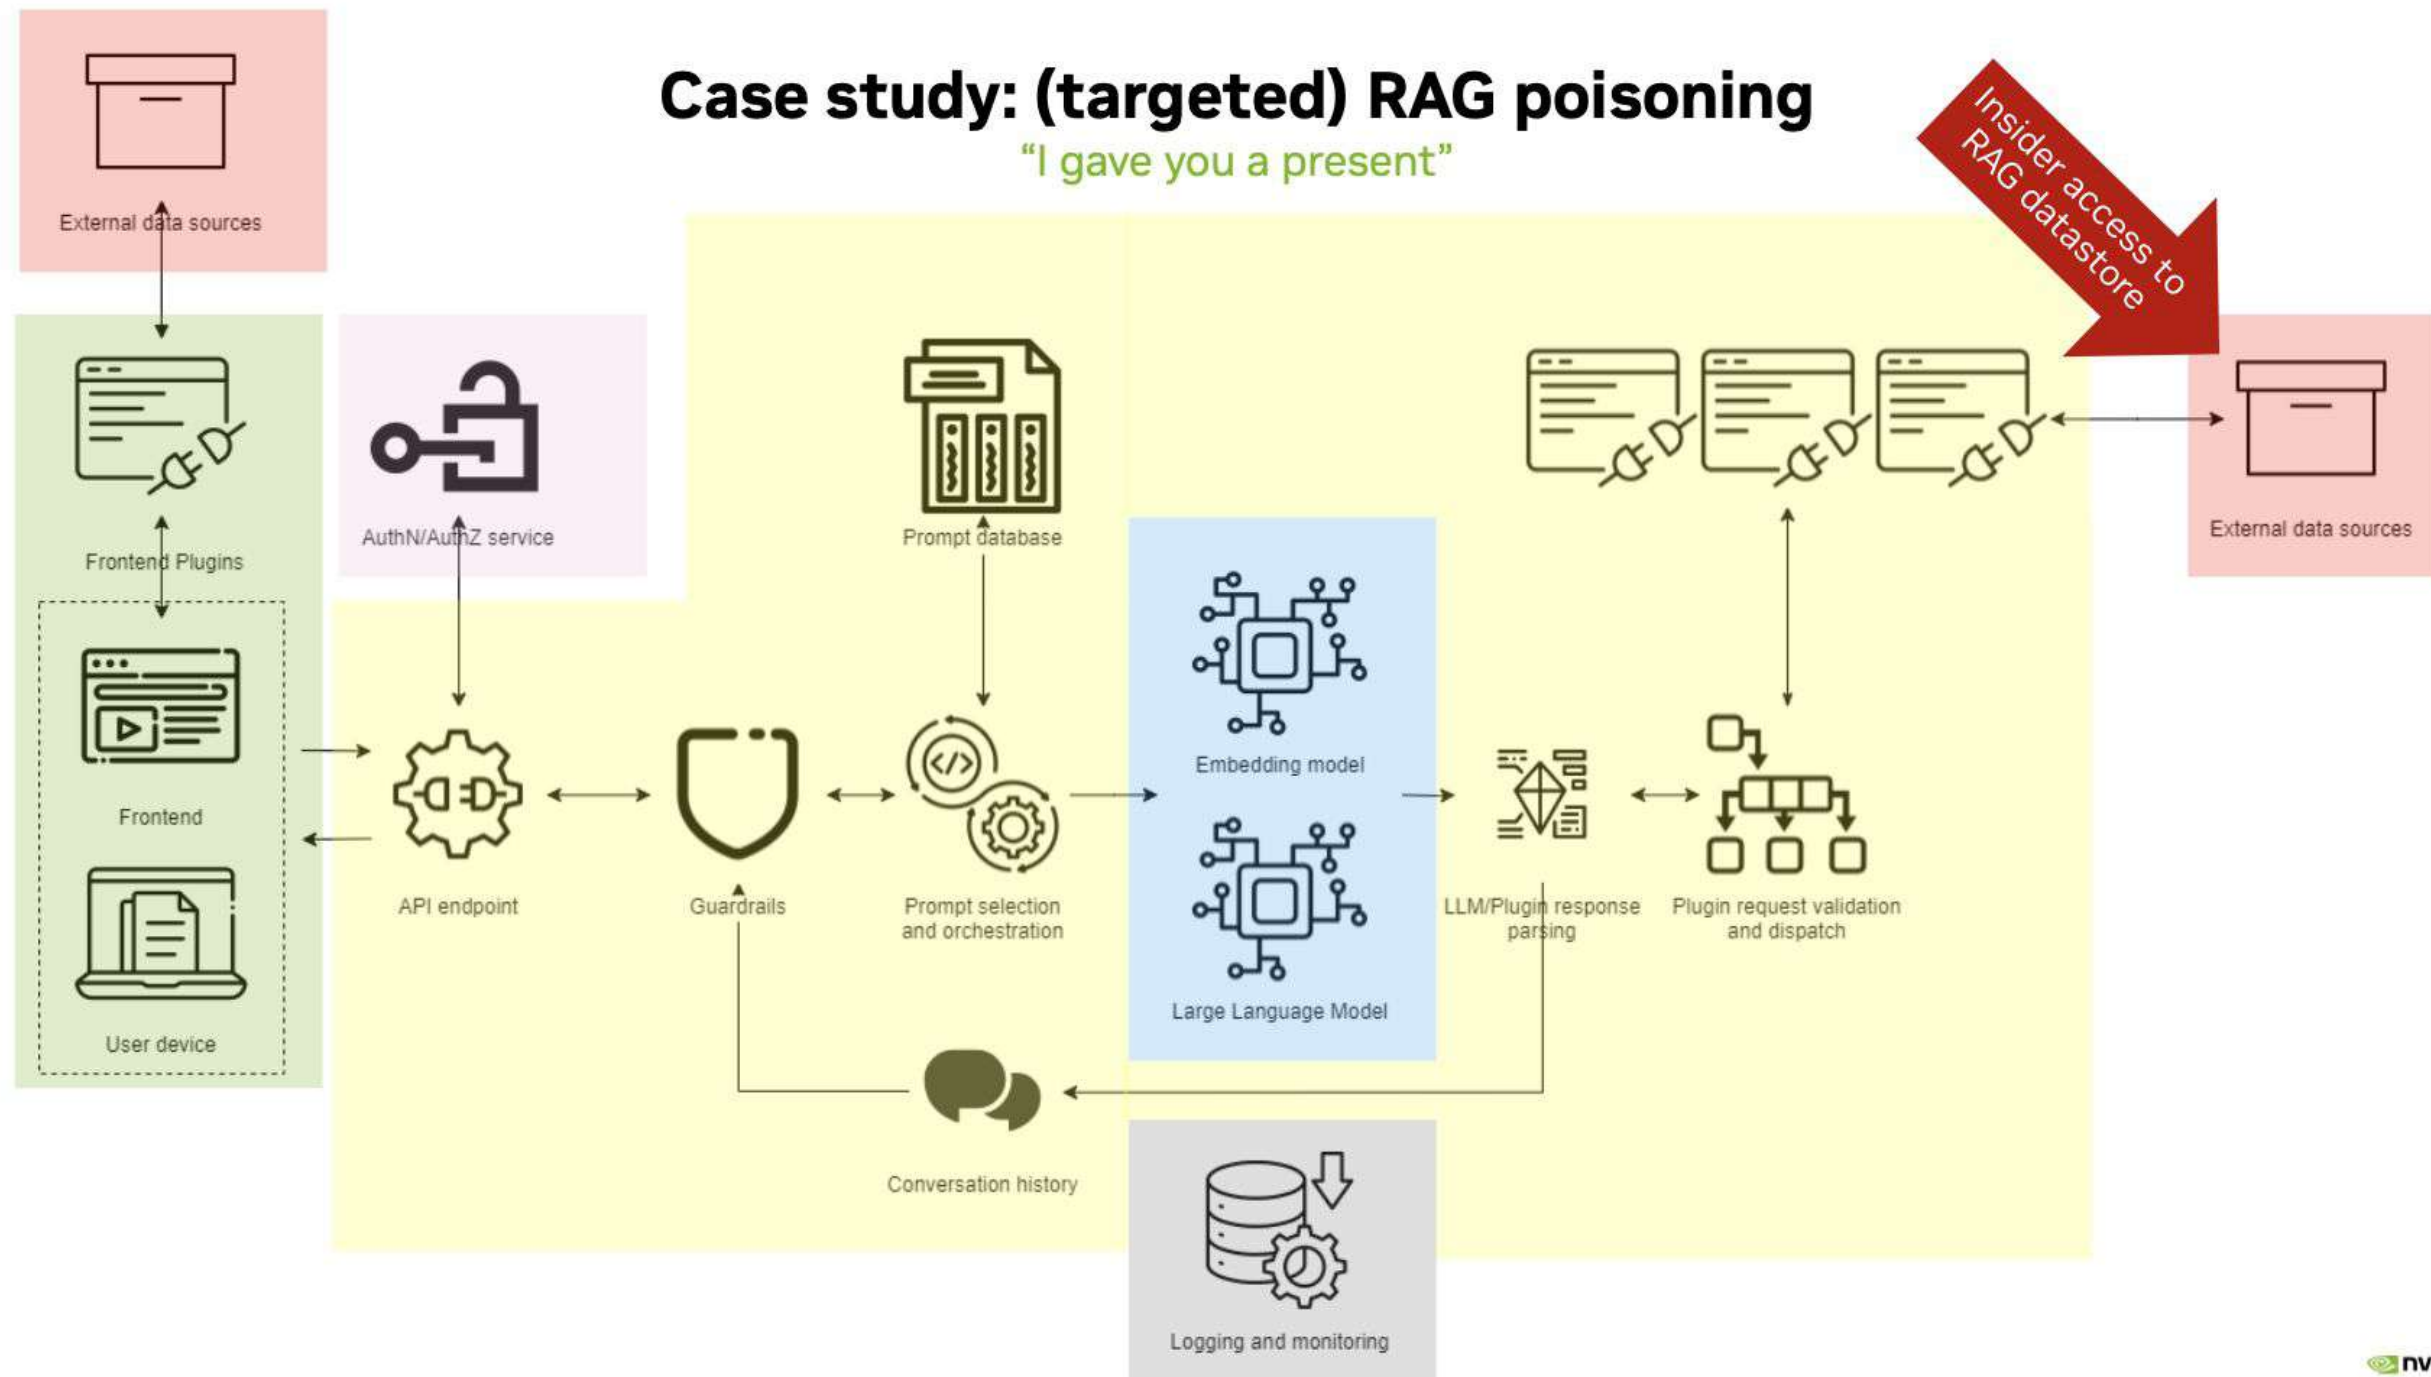 Case study: (targeted) RAG poisoning
“I gave you a present”
Insider access to
RAG datastore
External data sources
Frontend Plugins
AuthN/AuthZ service
Prompt database
External data sources
Frontend
User device
API endpoint
Guardrails
Prompt selection
and orchestration
Embedding model
Large Language Model
LLM/Plugin response
parsing
Plugin request validation
and dispatch
Conversation history
Logging and monitoring